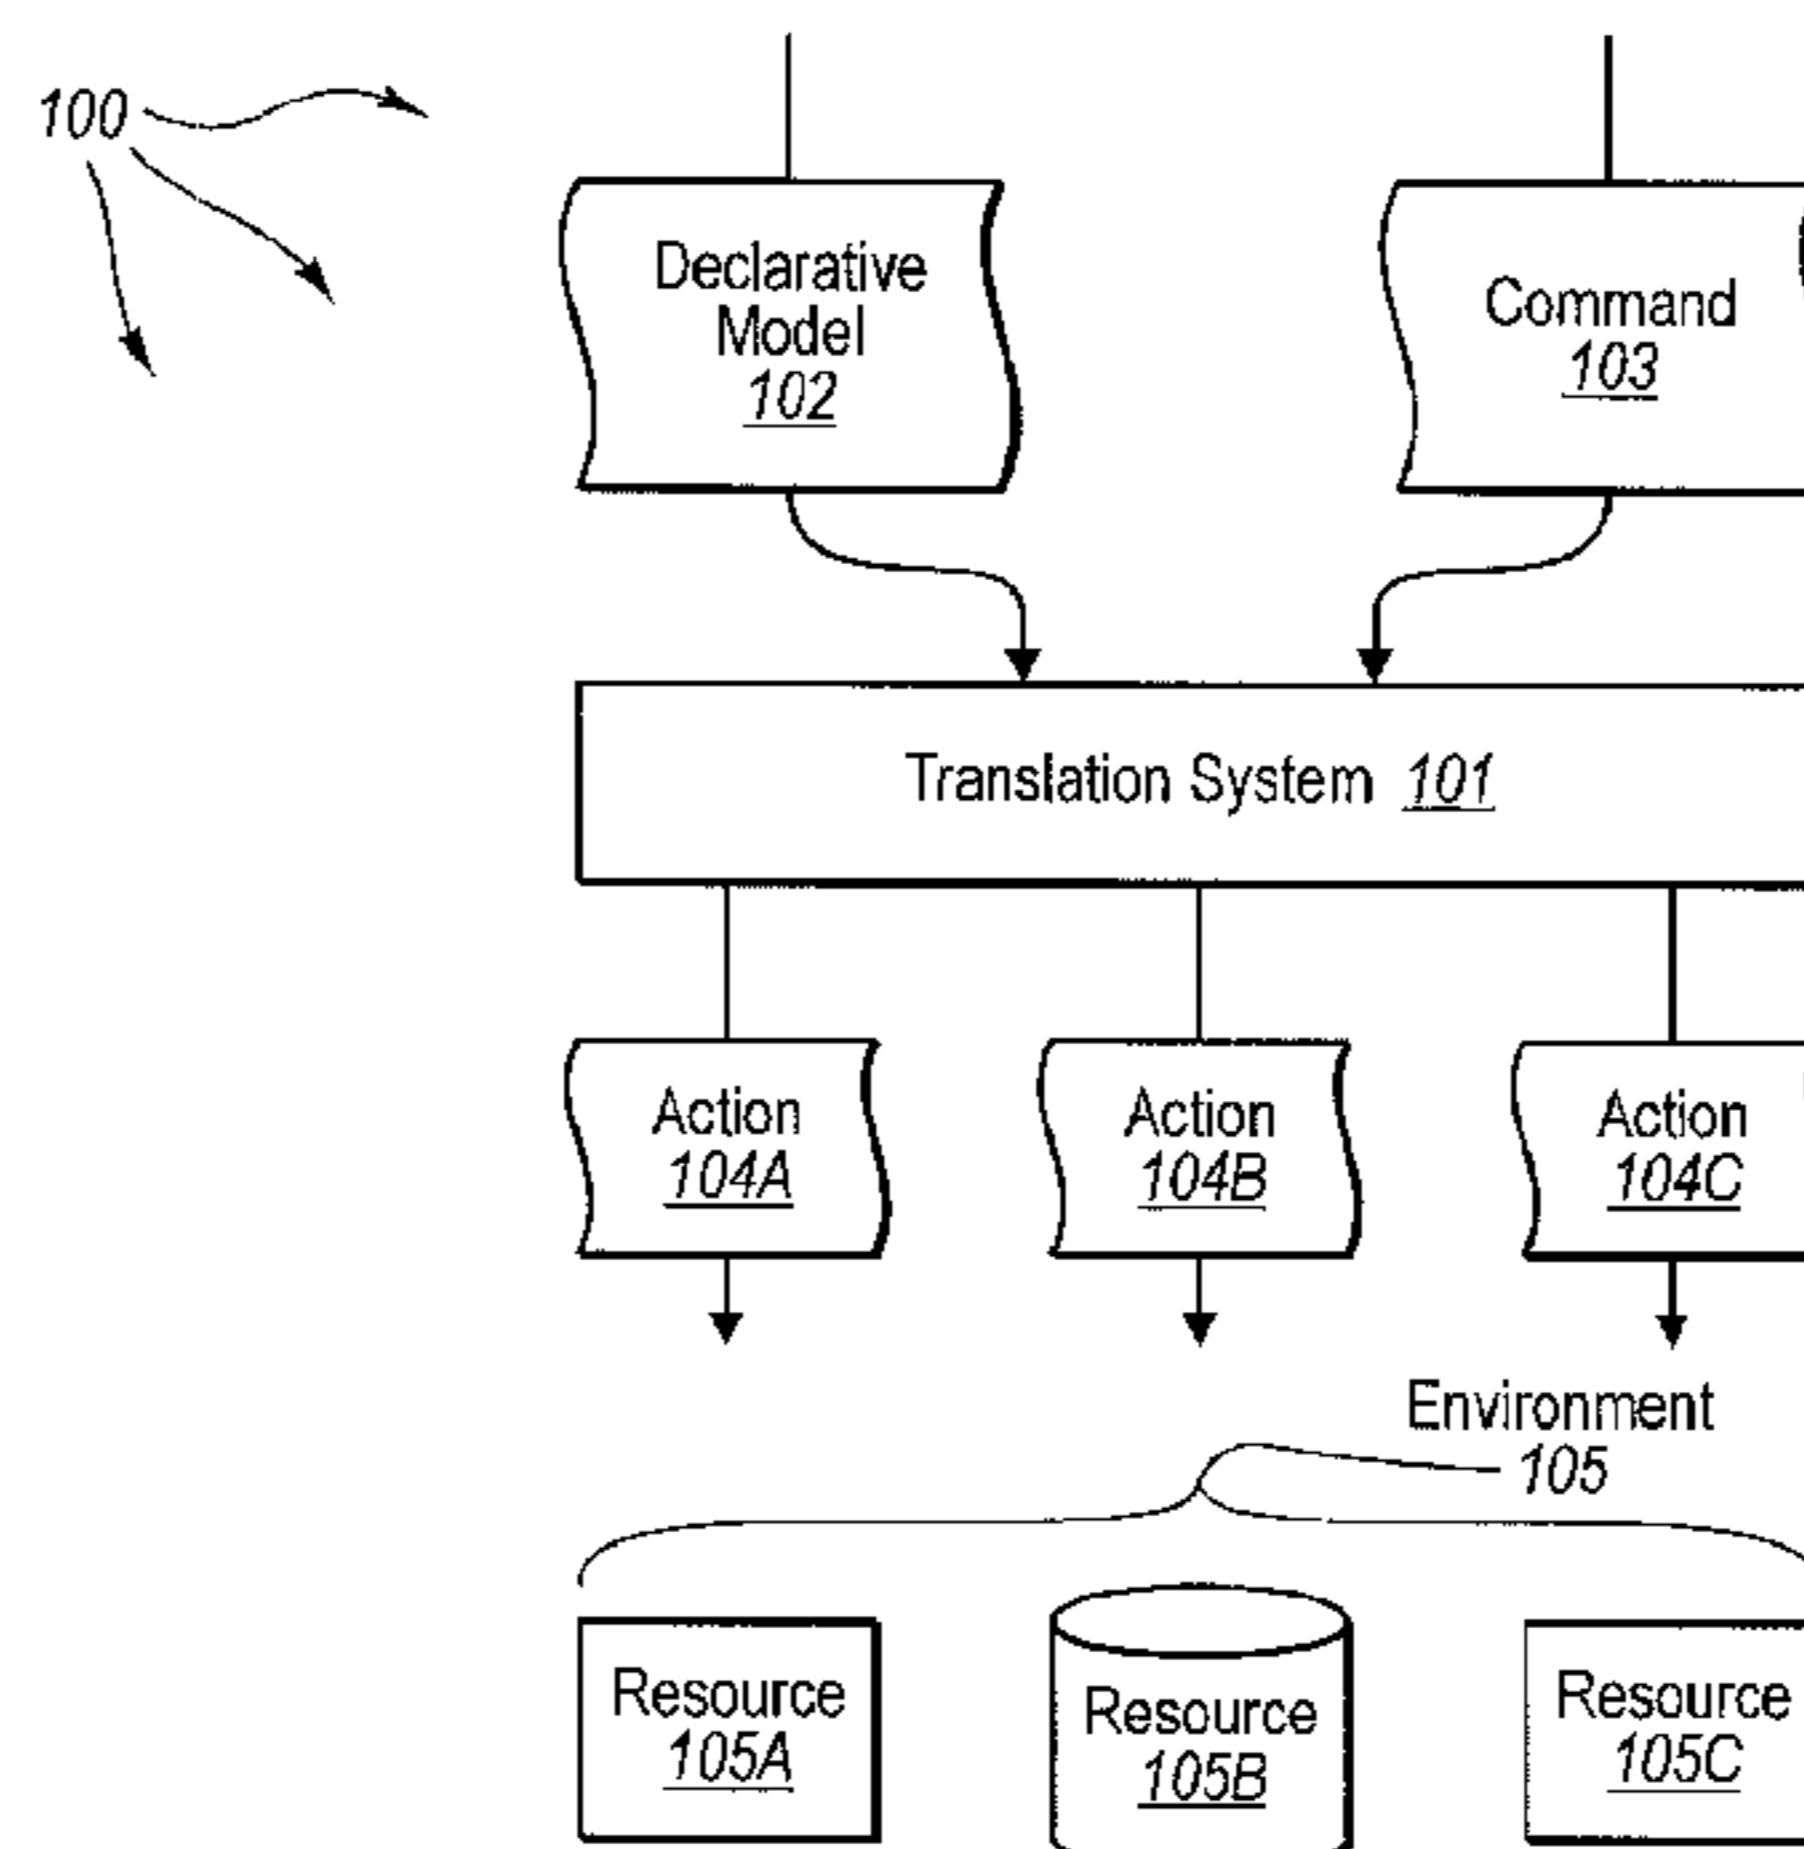 100
Declarative
Model
102
Command
103
Translation System 101
Action
104A
Action
104B
Action
104C
Environment
105
Resource
105A
Resource
105B
Resource
105C